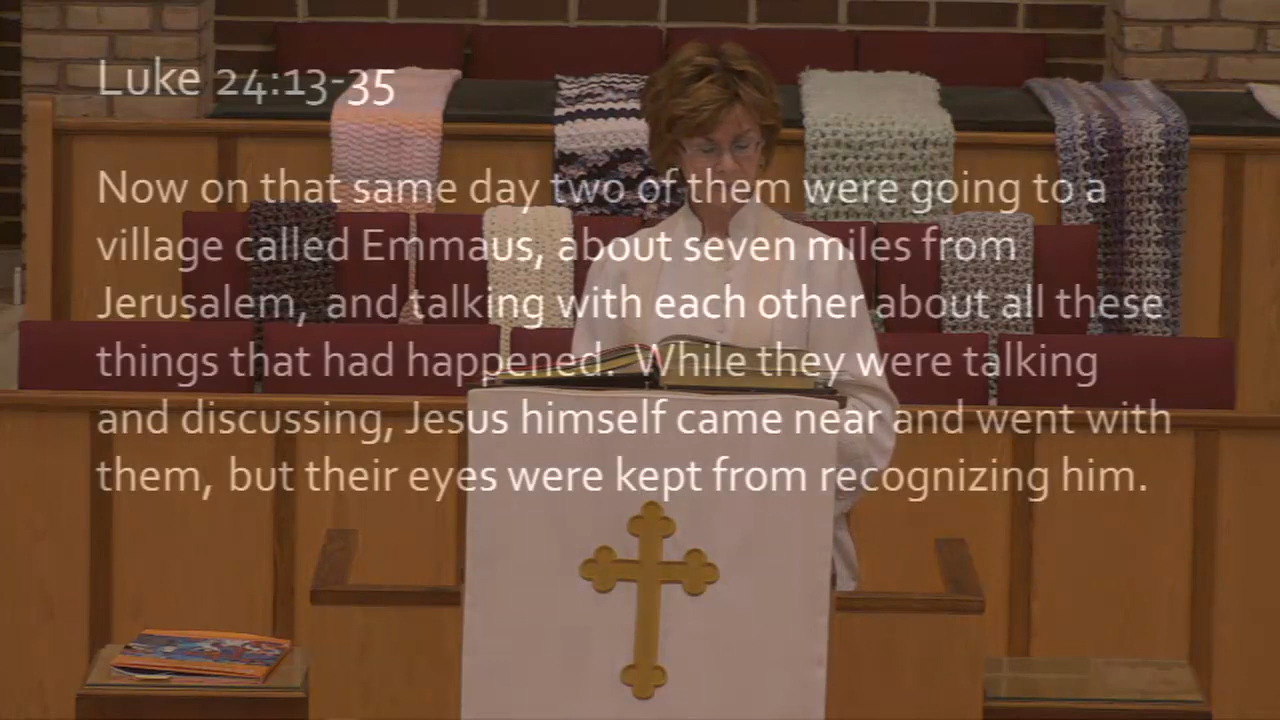 Luke 24:13-35
Now on that same day two of them were going to a
village called Emmaus, about seven miles from
Jerusalem, and talking with each other about all these
things that had happened. While they were talking
and discussing, Jesus himself came near and went with
them, but their eyes were kept from recognizing him.